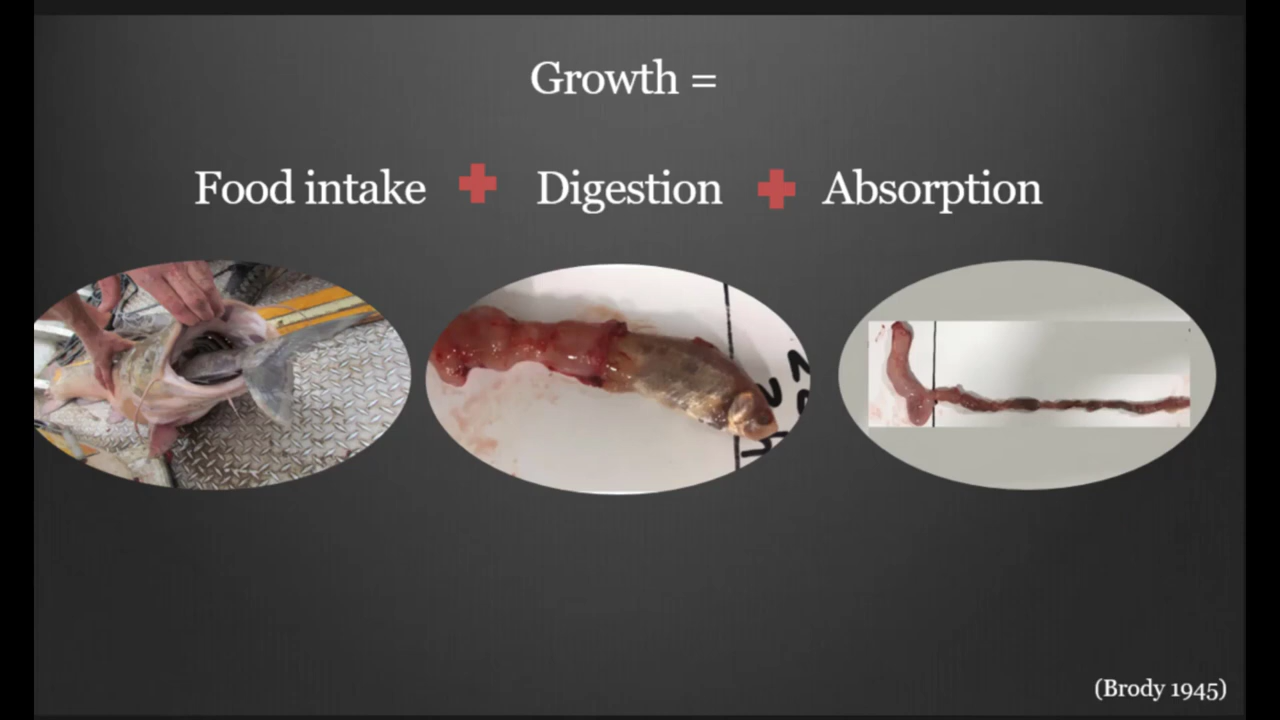 Growth =
Food intake + Digestion + Absorption
(Brody 1945)